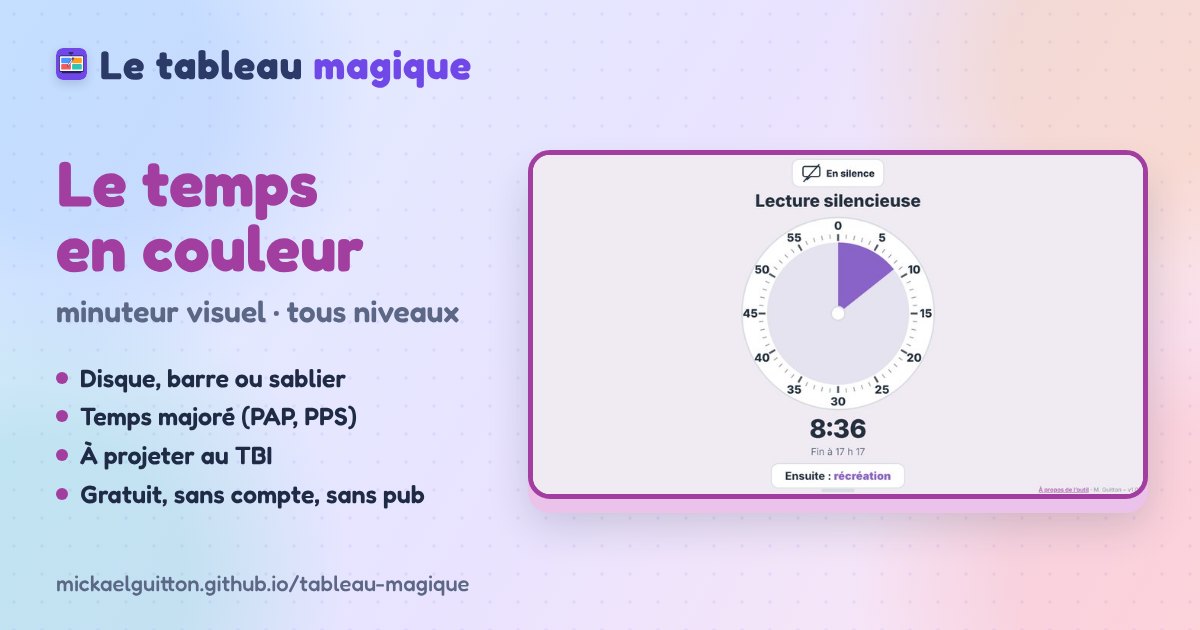 Le tableau magique
Le temps
en couleur
minuteur visuel · tous niveaux
Disque, barre ou sablier
Temps majoré (PAP, PPS)
À projeter au TBI
Gratuit, sans compte, sans pub
mickaelguitton.github.io/tableau-magique
En silence
Lecture silencieuse
0
5
10
15
20
25
30
35
40
45
50
55
8:36
Fin à 17 h 17
Ensuite : récréation
À propos de l'outil · M. Guitton –